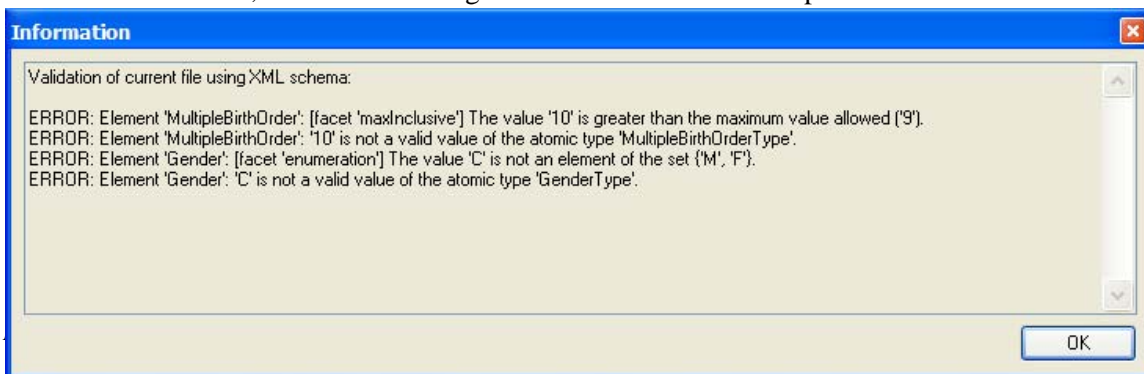 Information
Validation of current file using XML schema:
ERROR: Element 'MultipleBirthOrder': [facet 'maxInclusive'] The value '10' is greater than the maximum value allowed ('9').
ERROR: Element 'MultipleBirthOrder': '10' is not a valid value of the atomic type 'MultipleBirthOrderType'.
ERROR: Element 'Gender': [facet 'enumeration'] The value 'C' is not an element of the set {'M', 'F'}.
ERROR: Element 'Gender': 'C' is not a valid value of the atomic type 'GenderType'.
OK